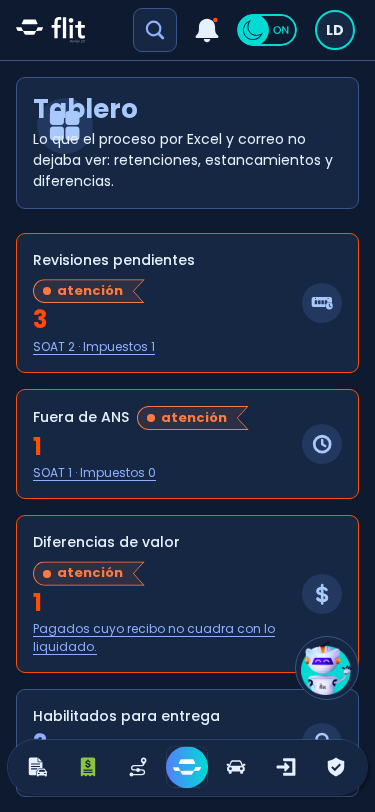 flit
ON
LD
Tablero
Lo que el proceso por Excel y correo no
dejaba ver: retenciones, estancamientos y
diferencias.
Revisiones pendientes
atención
3
SOAT 2 · Impuestos 1
Fuera de ANS atención
1
SOAT 1 · Impuestos 0
Diferencias de valor
atención
1
Pagados cuyo recibo no cuadra con lo
liquidado.
Habilitados para entrega